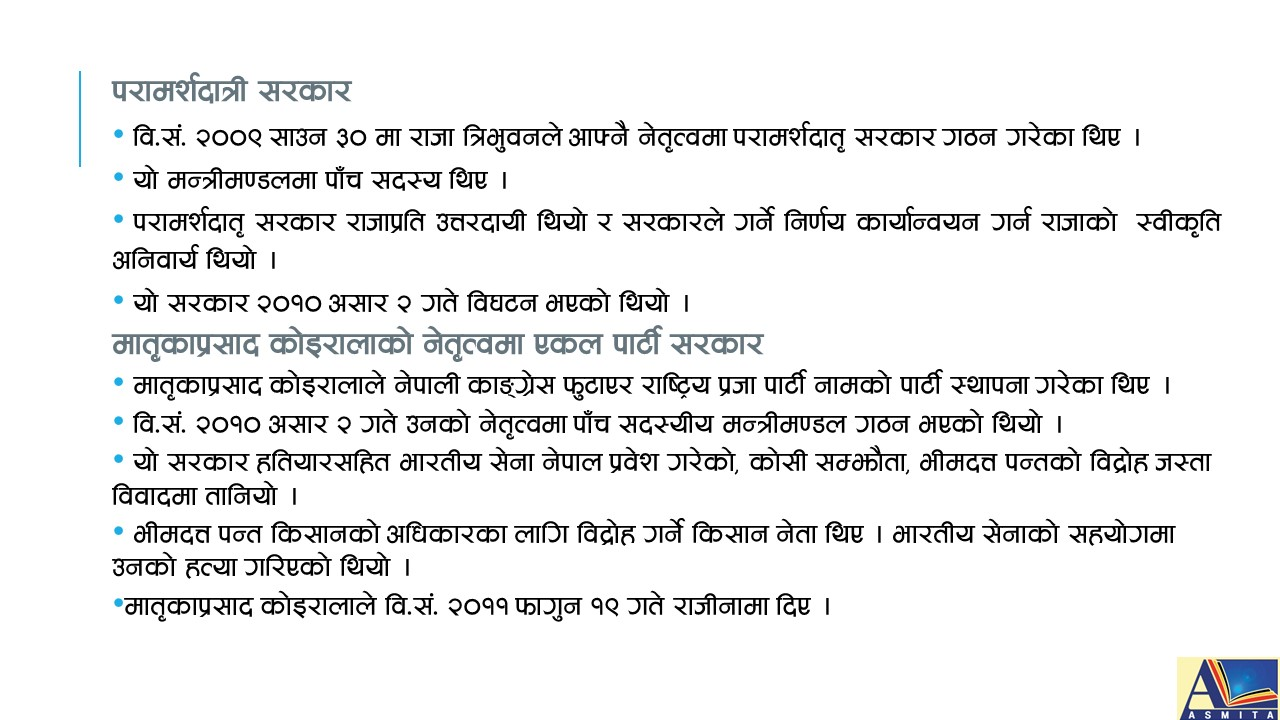 परामर्शदात्री सरकार
• वि.सं. २००९ साउन ३० मा राजा त्रिभुवनले आफ्नै नेतृत्वमा परामर्शदातृ सरकार गठन गरेका थिए ।
• यो मन्त्रीमण्डलमा पाँच सदस्य थिए ।
• परामर्शदातृ सरकार राजाप्रति उत्तरदायी थियो र सरकारले गर्ने निर्णय कार्यान्वयन गर्न राजाको स्वीकृति
अनिवार्य थियो ।
• यो सरकार २०१० असार २ गते विघटन भएको थियो ।
मातृकाप्रसाद कोइरालाको नेतृत्वमा एकल पार्टी सरकार
• मातृकाप्रसाद कोइरालाले नेपाली काङ्ग्रेस फुटाएर राष्ट्रिय प्रजा पार्टी नामको पार्टी स्थापना गरेका थिए ।
• वि.सं. २०१० असार २ गते उनको नेतृत्वमा पाँच सदस्यीय मन्त्रीमण्डल गठन भएको थियो ।
• यो सरकार हतियारसहित भारतीय सेना नेपाल प्रवेश गरेको, कोसी सम्झौता, भीमदत्त पन्तको विद्रोह जस्ता
विवादमा तानियो ।
• भीमदत्त पन्त किसानको अधिकारका लागि विद्रोह गर्ने किसान नेता थिए । भारतीय सेनाको सहयोगमा
उनको हत्या गरिएको थियो ।
•मातृकाप्रसाद कोइरालाले वि.सं. २०११ फागुन १९ गते राजीनामा दिए ।
ASMITA